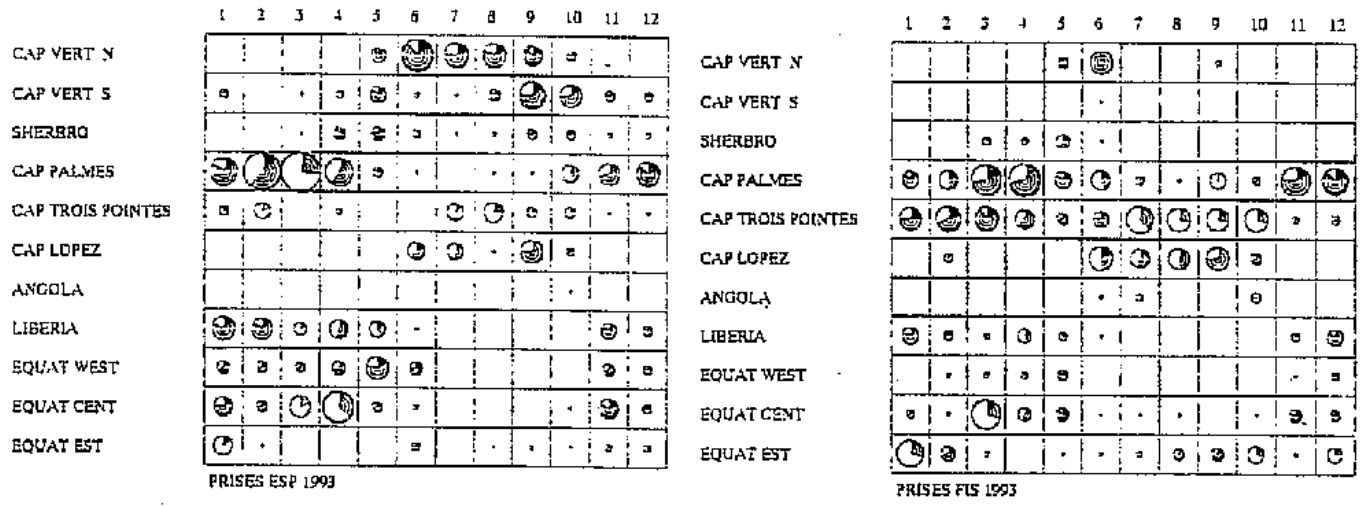 1 2 3 4 5 6 7 8 9 10 11 12
CAP VERT N
CAP VERT S
SHERBRO
CAP PALMES
CAP TROIS POINTES
CAP LOPEZ
ANGOLA
LIBERIA
EQUAT WEST
EQUAT CENT
EQUAT EST
PRISES ESP 1993
1 2 3 4 5 6 7 8 9 10 11 12
CAP VERT N
CAP VERT S
SHERBRO
CAP PALMES
CAP TROIS POINTES
CAP LOPEZ
ANGOLA
LIBERIA
EQUAT WEST
EQUAT CENT
EQUAT EST
PRISES FIS 1993